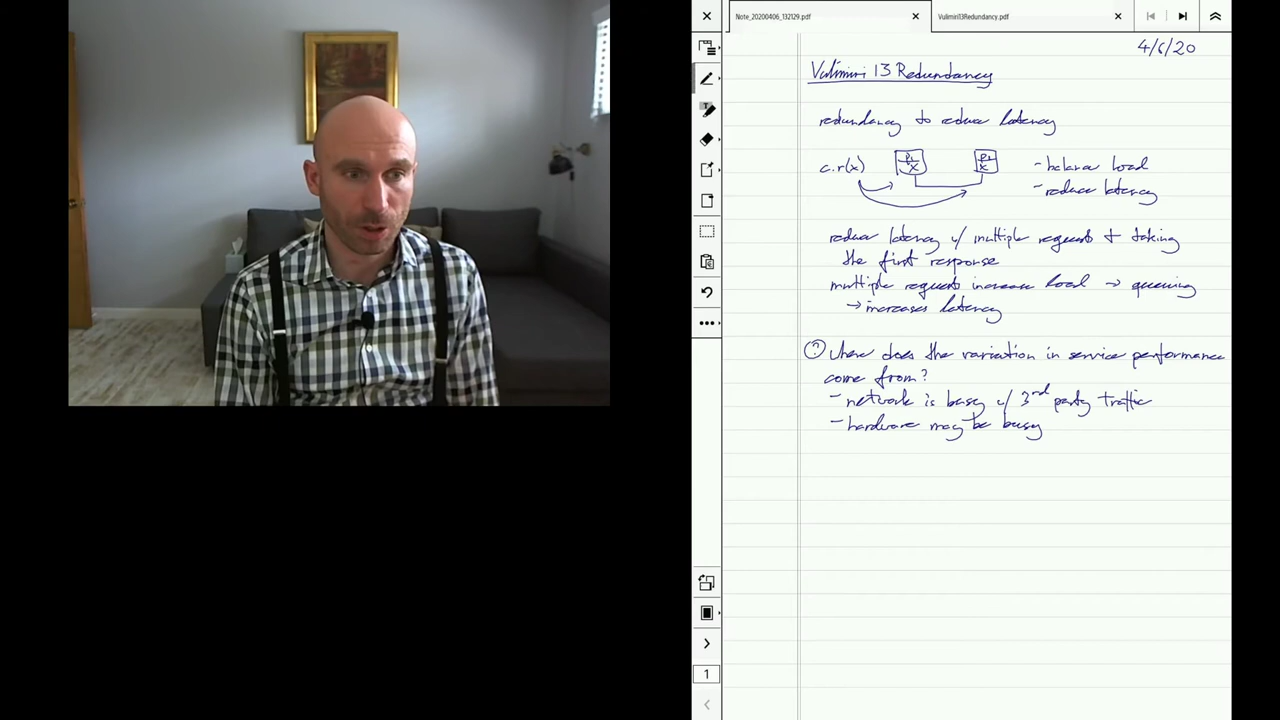 Note_20200406_132129.pdf
Vulimiri13Redundancy.pdf
4/6/20
Vulimiri 13 Redundancy
redundancy to reduce latency
c.r(x) P1 x P2 x - balance load
- reduce latency
reduce latency w/ multiple requests + taking
the first response
multiple requests increase load → queuing
→ increases latency
? where does the variation in service performance
come from?
- network is busy w/ 3rd party traffic
- hardware may be busy
1